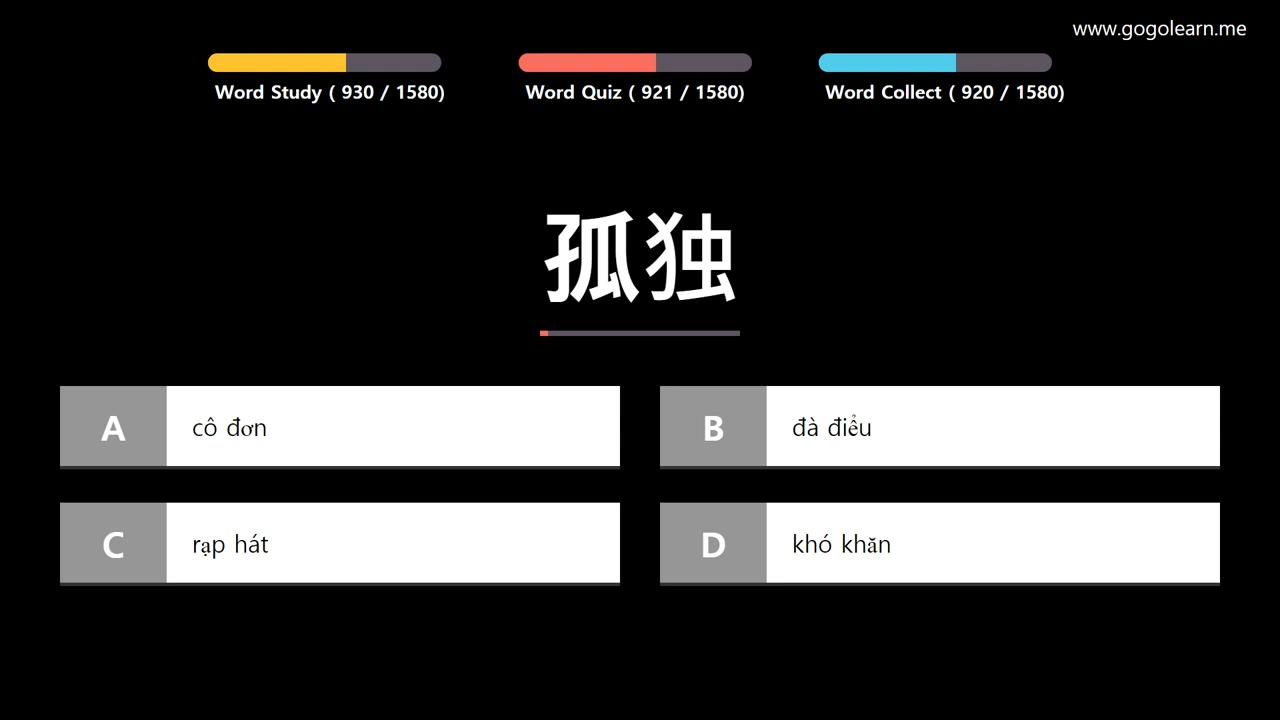 www.gogolearn.me
Word Study ( 930 / 1580)
Word Quiz ( 921 / 1580)
Word Collect ( 920 / 1580)
孤独
A cô đơn
B đà điểu
C rạp hát
D khó khăn